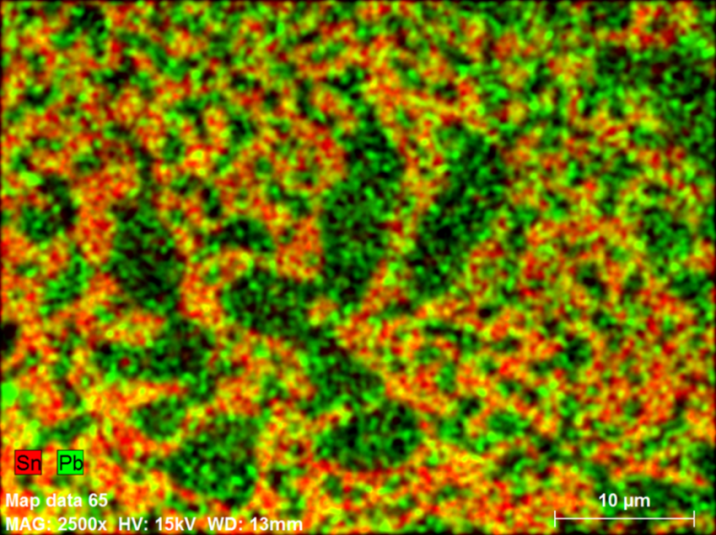 Sn Pb
Map data 65
MAG: 2500x HV: 15kV WD: 13mm
10 µm